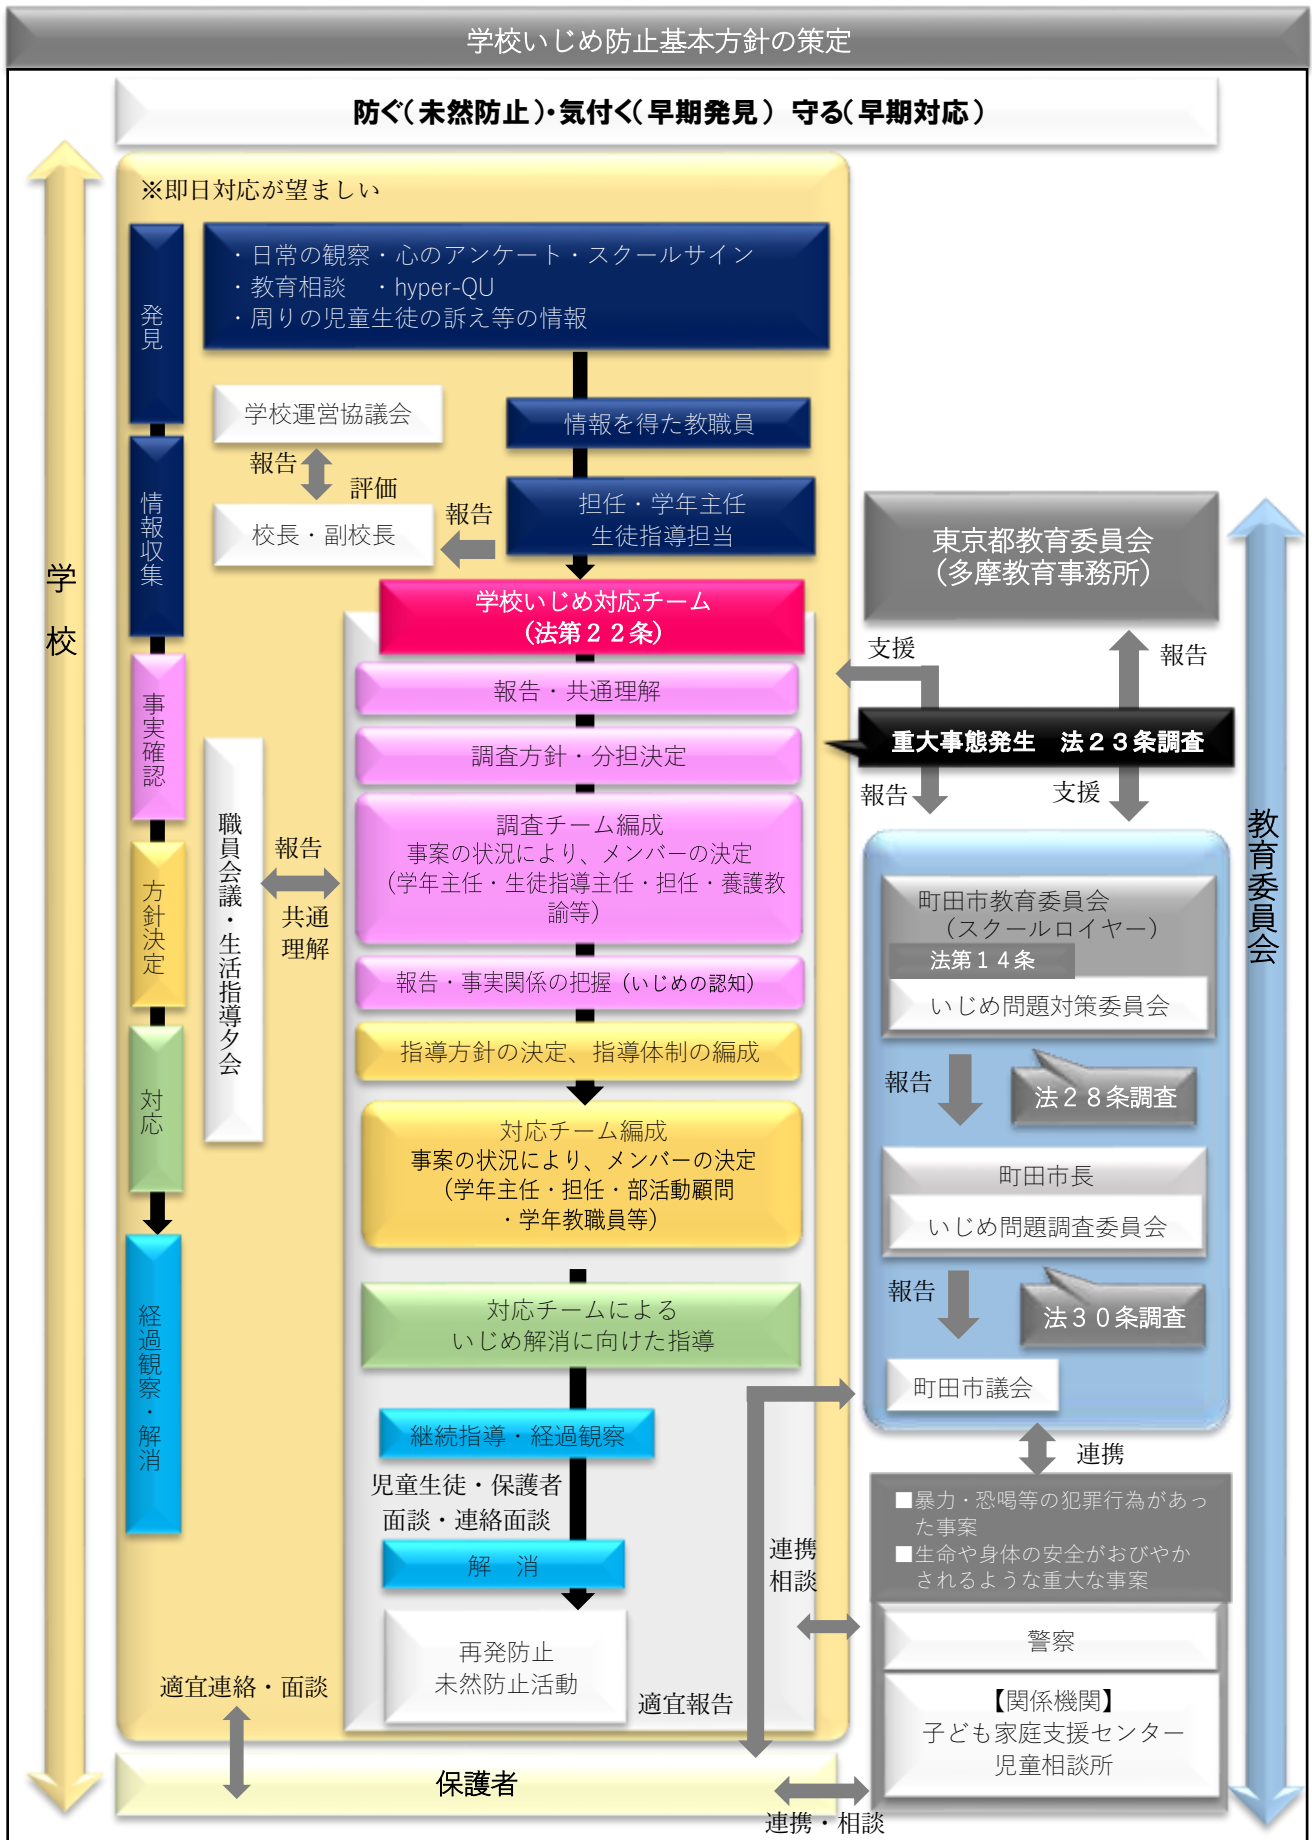 学校いじめ防止基本方針の策定
防ぐ（未然防止）・気付く（早期発見） 守る（早期対応）
※即日対応が望ましい
学校
発見
情報収集
事実確認
方針決定
対応
経過観察・解消
・日常の観察・心のアンケート・スクールサイン
・教育相談　・hyper-QU
・周りの児童生徒の訴え等の情報
学校運営協議会
情報を得た教職員
報告
評価
校長・副校長
報告
担任・学年主任
生徒指導担当
学校いじめ対応チーム
（法第２２条）
報告・共通理解
調査方針・分担決定
調査チーム編成
事案の状況により、メンバーの決定
（学年主任・生徒指導主任・担任・養護教
諭等）
職員会議・生活指導夕会
報告
共通
理解
報告・事実関係の把握（いじめの認知）
指導方針の決定、指導体制の編成
対応チーム編成
事案の状況により、メンバーの決定
（学年主任・担任・部活動顧問
・学年教職員等）
対応チームによる
いじめ解消に向けた指導
継続指導・経過観察
児童生徒・保護者
面談・連絡面談
解　消
再発防止
未然防止活動
適宜連絡・面談
適宜報告
保護者
東京都教育委員会
（多摩教育事務所）
支援
報告
重大事態発生　法２３条調査
報告
支援
教育委員会
町田市教育委員会
（スクールロイヤー）
法第１４条
いじめ問題対策委員会
報告
法２８条調査
町田市長
いじめ問題調査委員会
報告
法３０条調査
町田市議会
連携
■暴力・恐喝等の犯罪行為があっ
た事案
■生命や身体の安全がおびやか
されるような重大な事案
連携
相談
警察
【関係機関】
子ども家庭支援センター
児童相談所
連携・相談